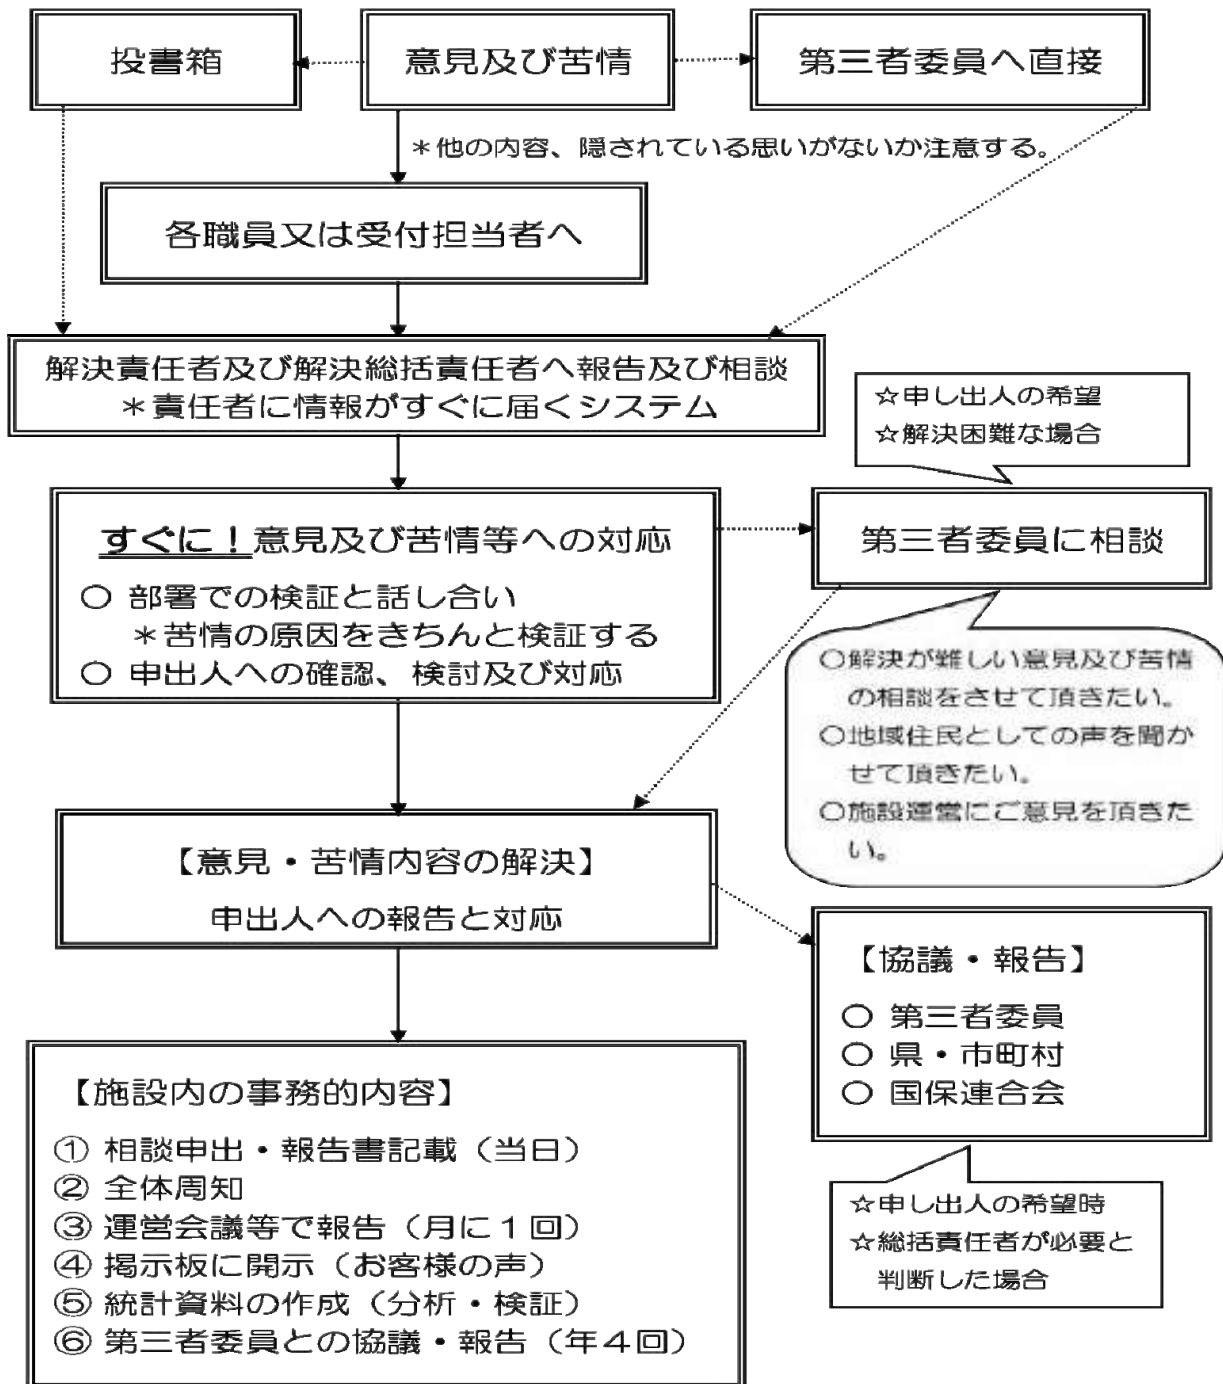 投書箱
意見及び苦情
第三者委員へ直接
＊他の内容、隠されている思いがないか注意する。
各職員又は受付担当者へ
解決責任者及び解決総括責任者へ報告及び相談
＊責任者に情報がすぐに届くシステム
☆申し出人の希望
☆解決困難な場合
すぐに！意見及び苦情等への対応
○ 部署での検証と話し合い
＊苦情の原因をきちんと検証する
○ 申出人への確認、検討及び対応
第三者委員に相談
○解決が難しい意見及び苦情
の相談をさせて頂きたい。
○地域住民としての声を聞か
せて頂きたい。
○施設運営にご意見を頂きた
い。
【意見・苦情内容の解決】
申出人への報告と対応
【協議・報告】
○ 第三者委員
○ 県・市町村
○ 国保連合会
☆申し出人の希望時
☆総括責任者が必要と
判断した場合
【施設内の事務的内容】
① 相談申出・報告書記載（当日）
② 全体周知
③ 運営会議等で報告（月に１回）
④ 掲示板に開示（お客様の声）
⑤ 統計資料の作成（分析・検証）
⑥ 第三者委員との協議・報告（年４回）